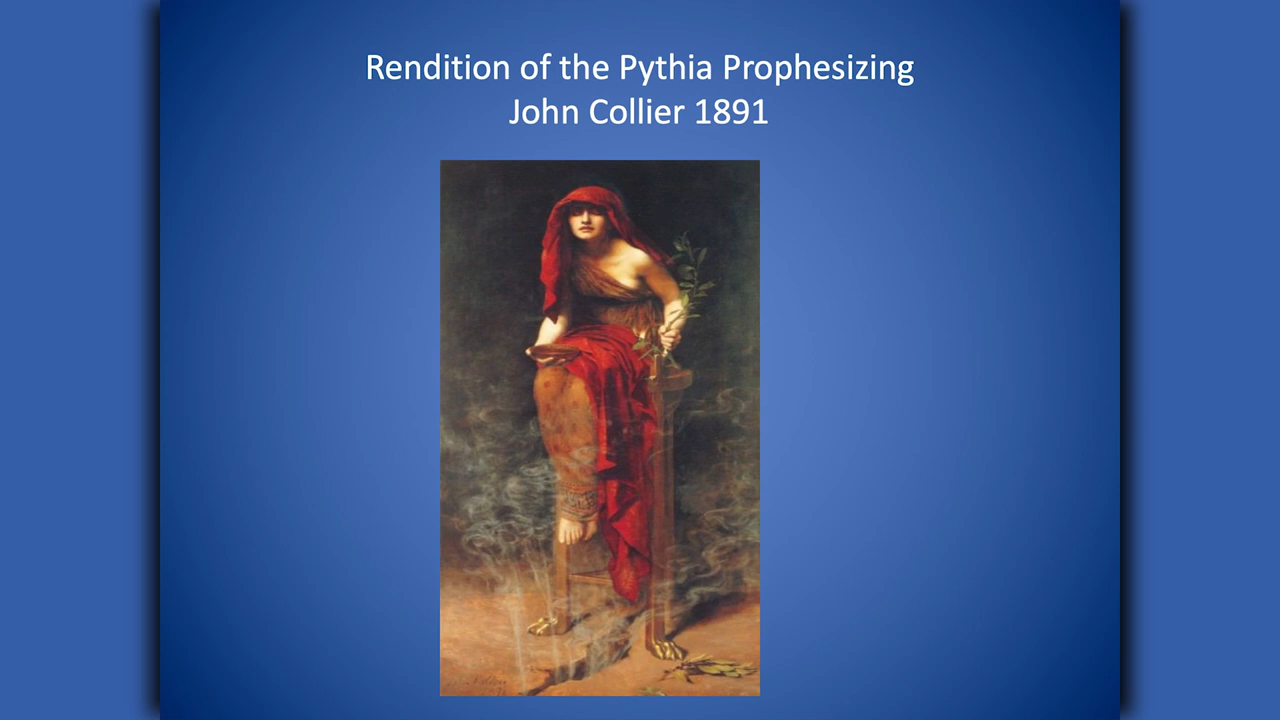 Rendition of the Pythia Prophesizing
John Collier 1891